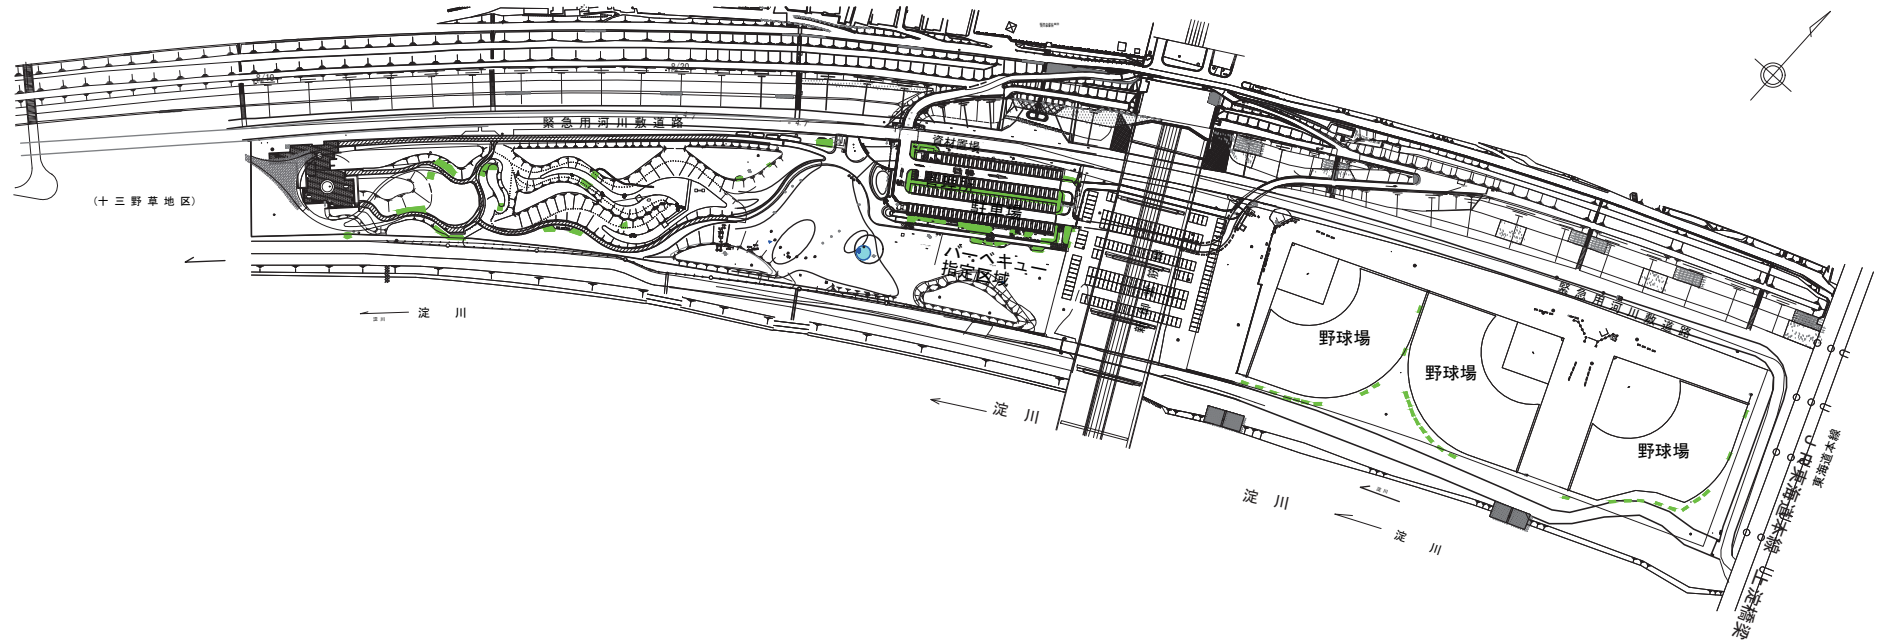 8/20
緊急用河川敷道路
資材置場
(十三野草地区)
駐車場
バーベキュー
指定区域
緊急用河川敷道路
淀 川
野球場
野球場
野球場
淀 川
淀 川
淀 川
東海道本線
JR東海道本線 上淀橋梁